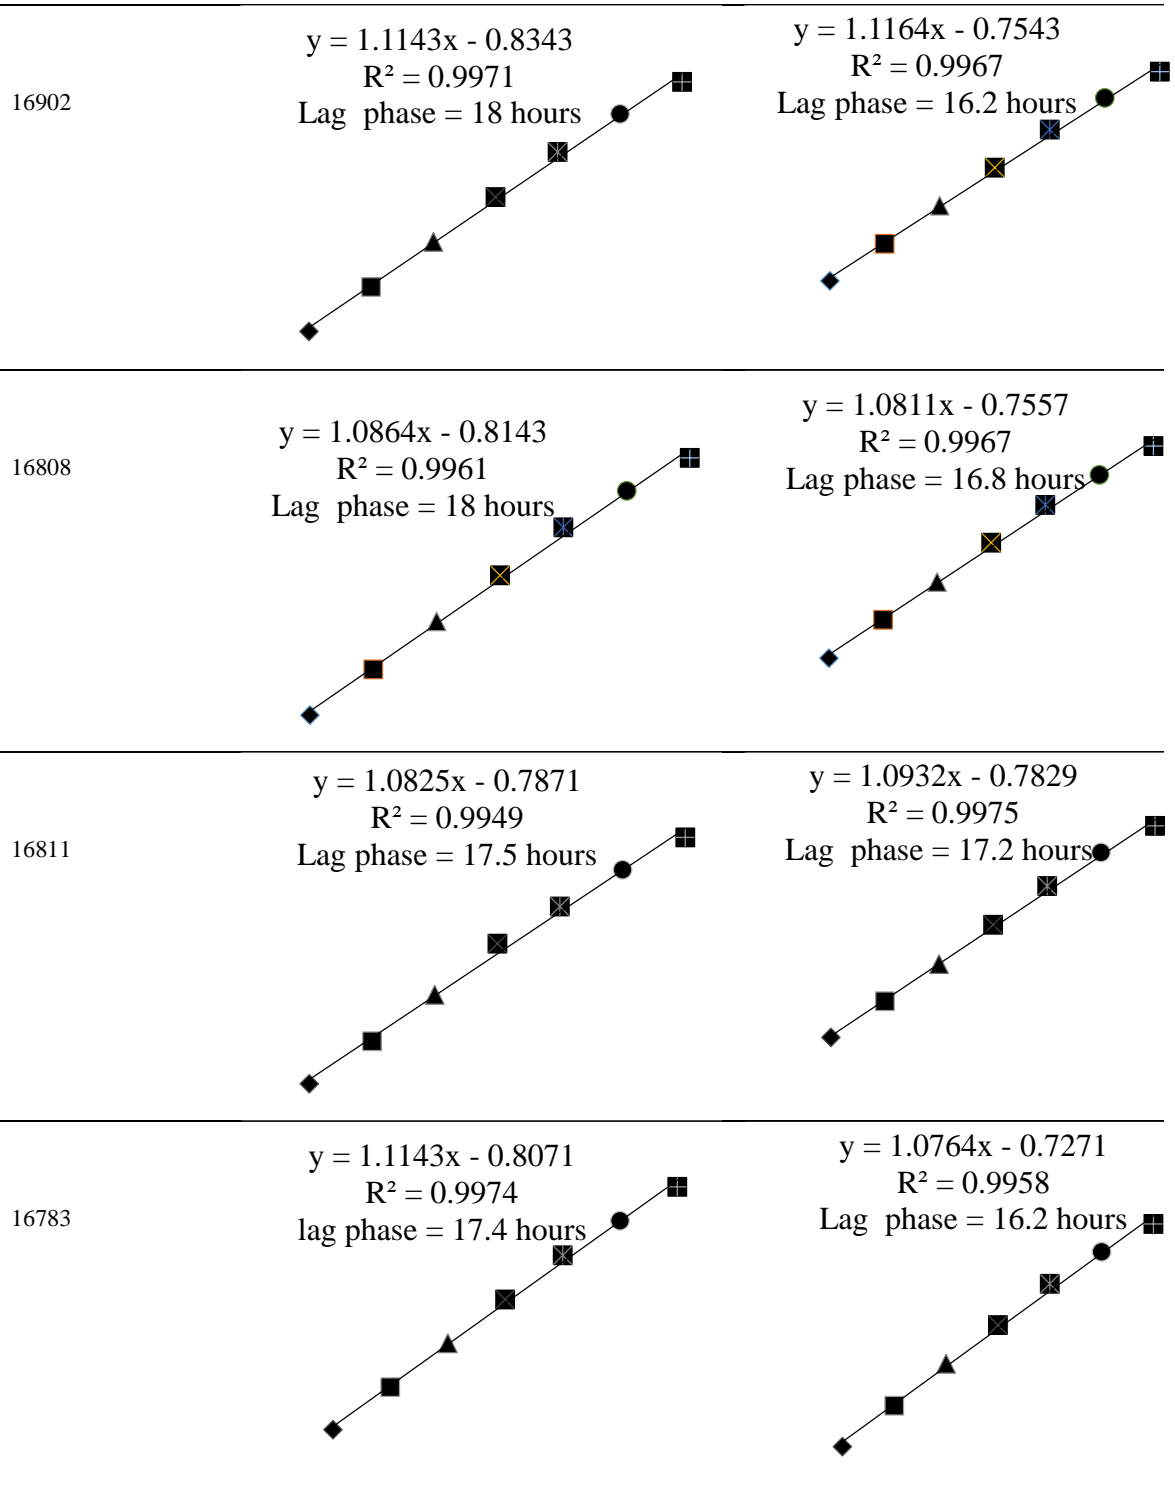 16902
y = 1.1143x - 0.8343
R² = 0.9971
Lag phase = 18 hours
y = 1.1164x - 0.7543
R² = 0.9967
Lag phase = 16.2 hours
16808
y = 1.0864x - 0.8143
R² = 0.9961
Lag phase = 18 hours
y = 1.0811x - 0.7557
R² = 0.9967
Lag phase = 16.8 hours
16811
y = 1.0825x - 0.7871
R² = 0.9949
Lag phase = 17.5 hours
y = 1.0932x - 0.7829
R² = 0.9975
Lag phase = 17.2 hours
16783
y = 1.1143x - 0.8071
R² = 0.9974
lag phase = 17.4 hours
y = 1.0764x - 0.7271
R² = 0.9958
Lag phase = 16.2 hours